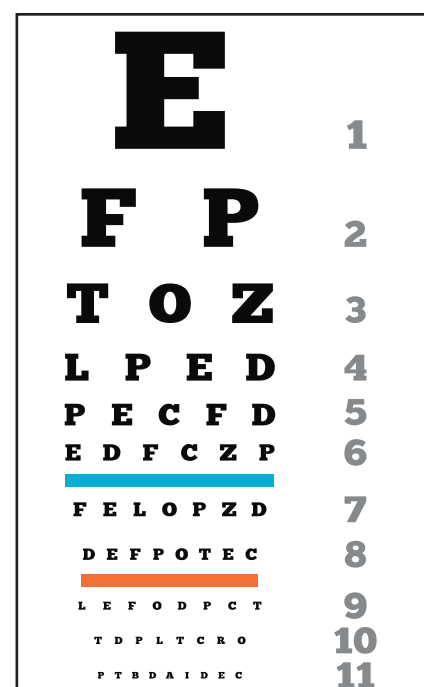 E 1
F P 2
T O Z 3
L P E D 4
P E C F D 5
E D F C Z P 6
F E L O P Z D 7
D E F P O T E C 8
L E F O D P C T 9
T D P L T C R O 10
P T B D A I D E C 11